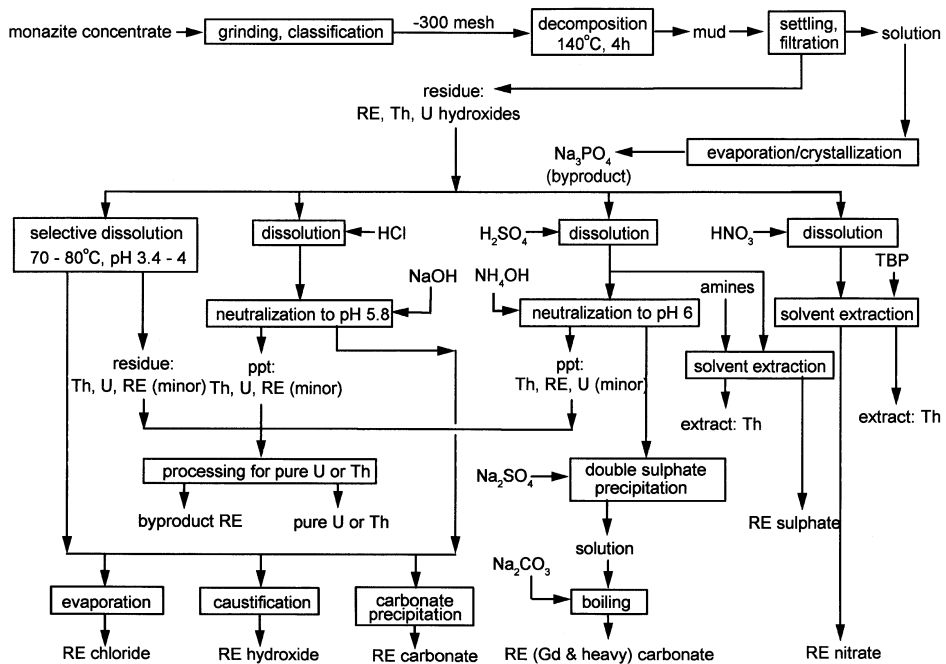 monazite concentrate
grinding, classification
-300 mesh
decomposition
140°C, 4h
mud
settling,
filtration
solution
residue:
RE, Th, U hydroxides
evaporation/crystallization
Na₃PO₄
(byproduct)
selective dissolution
70 - 80°C, pH 3.4 - 4
dissolution
HCl
H₂SO₄
dissolution
HNO₃
dissolution
NaOH
NH₄OH
amines
TBP
neutralization to pH 5.8
neutralization to pH 6
solvent extraction
residue:
Th, U, RE (minor)
ppt:
Th, U, RE (minor)
ppt:
Th, RE, U (minor)
solvent extraction
extract: Th
extract: Th
processing for pure U or Th
Na₂SO₄
double sulphate
precipitation
byproduct RE
pure U or Th
RE sulphate
solution
Na₂CO₃
evaporation
caustification
carbonate
precipitation
boiling
RE chloride
RE hydroxide
RE carbonate
RE (Gd & heavy) carbonate
RE nitrate